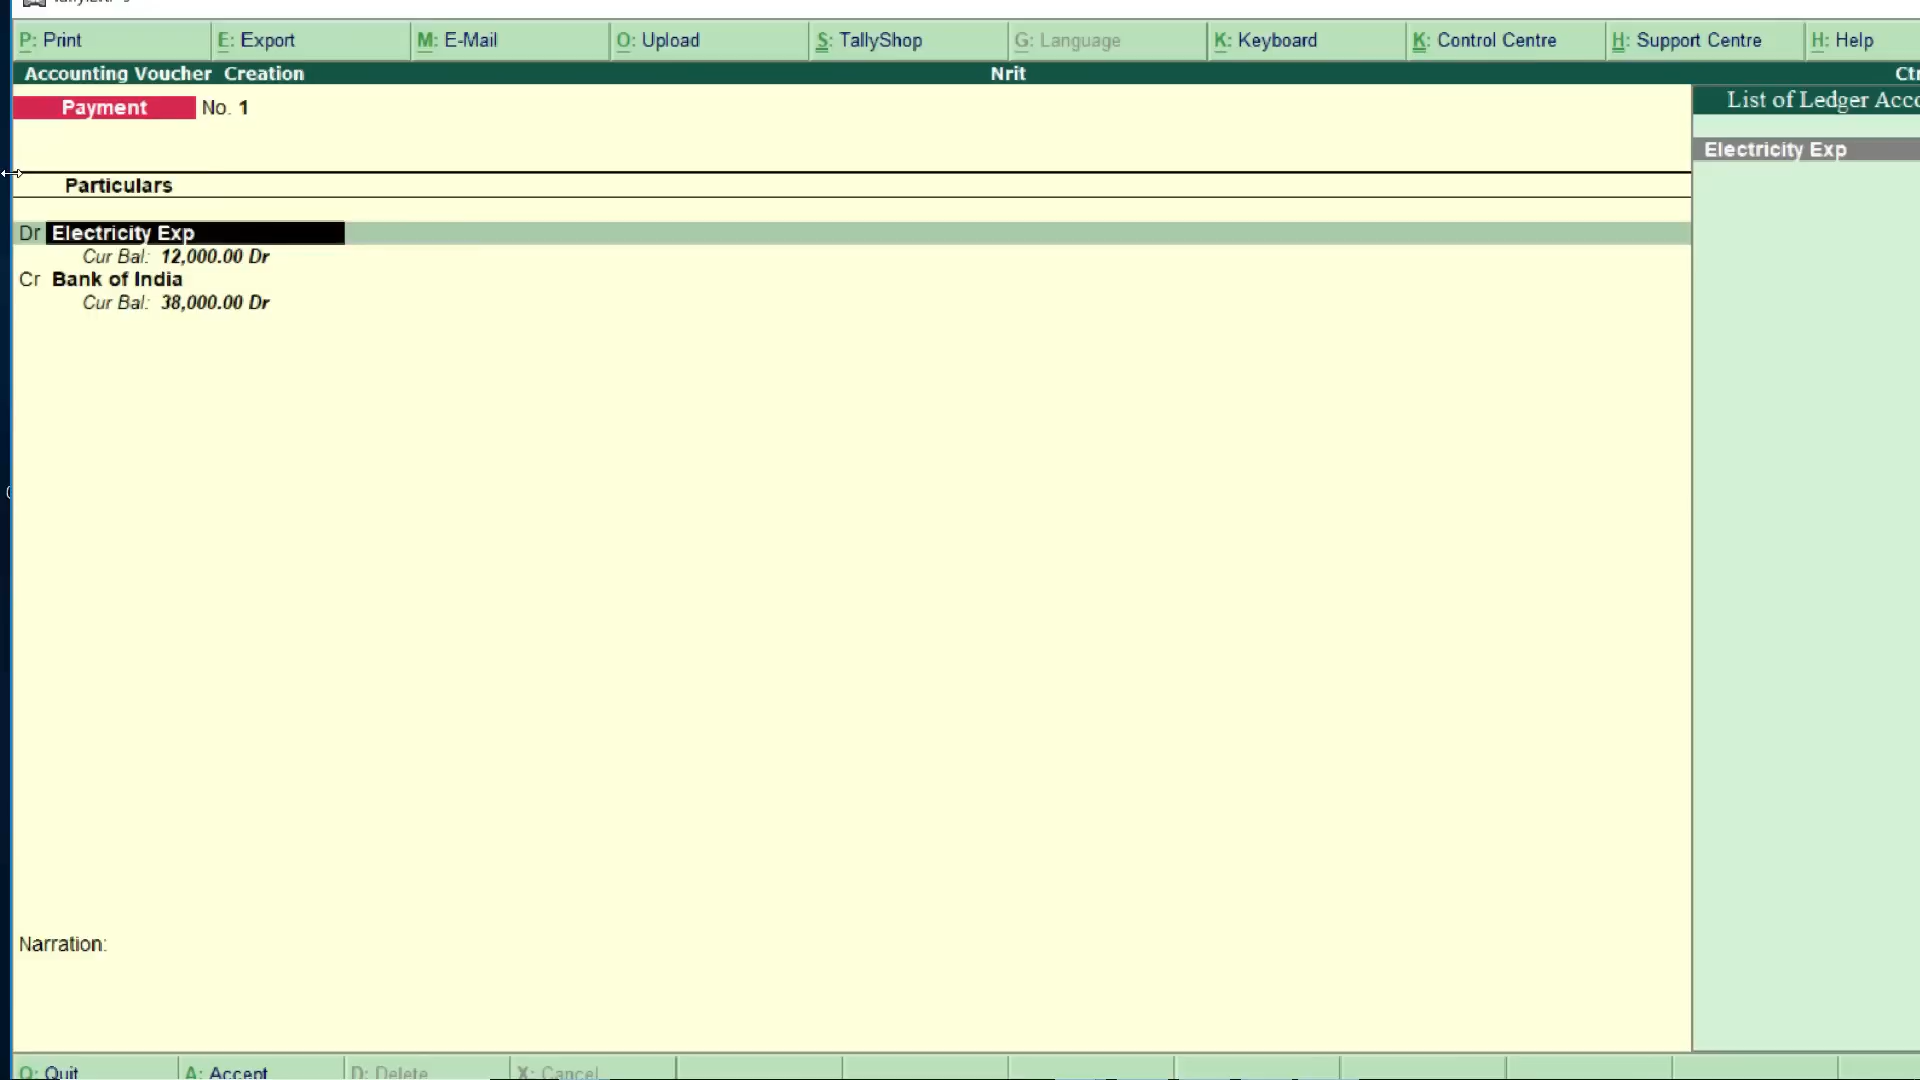 P: Print E: Export M: E-Mail O: Upload S: TallyShop G: Language K: Keyboard K: Control Centre H: Support Centre H: Help
Accounting Voucher Creation Nrit
Payment No. 1
List of Ledger
Electricity Exp
Particulars
Dr Electricity Exp
Cur Bal: 12,000.00 Dr
Cr Bank of India
Cur Bal: 38,000.00 Dr
Narration:
Q: Quit A: Accept D: Delete X: Cancel